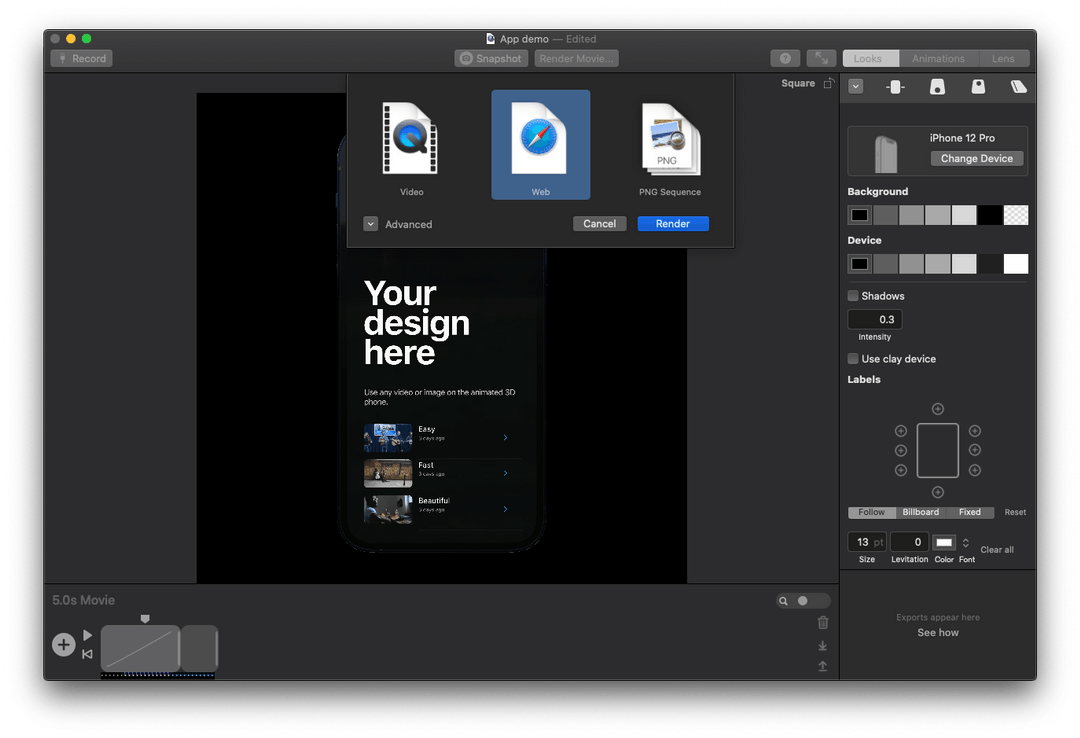 App demo — Edited
Record
Snapshot
Render Movie...
?
Looks
Animations
Lens
Square
Video
Web
PNG
PNG Sequence
Advanced
Cancel
Render
iPhone 12 Pro
Change Device
Background
Device
Shadows
0.3
Intensity
Use clay device
Labels
Follow
Billboard
Fixed
Reset
13 pt
0
Size
Levitation
Color
Font
Clear all
Your
design
here
Use any video or image on the animated 3D
phone.
Easy
3 days ago
Fast
3 days ago
Beautiful
3 days ago
5.0s Movie
Exports appear here
See how